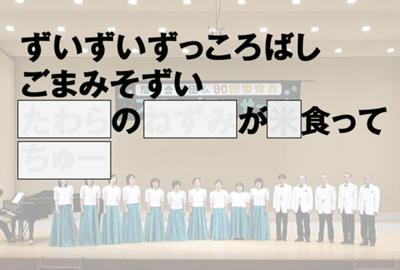 ずいずいずっころばし
ごまみそずい
たわらのねずみが米食って
ちゅー